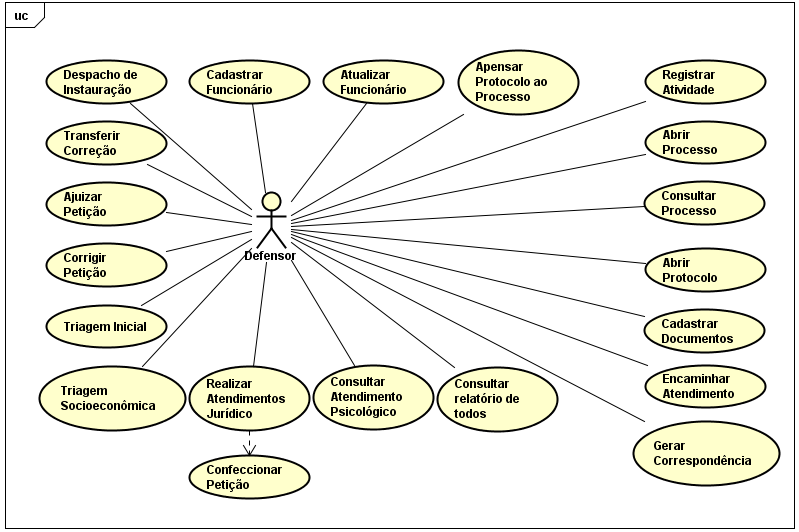 uc
Despacho de
Instauração
Cadastrar
Funcionário
Atualizar
Funcionário
Apensar
Protocolo ao
Processo
Registrar
Atividade
Transferir
Correção
Abrir
Processo
Ajuizar
Petição
Consultar
Processo
Defensor
Corrigir
Petição
Abrir
Protocolo
Triagem Inicial
Cadastrar
Documentos
Triagem
Socioeconômica
Realizar
Atendimentos
Jurídico
Consultar
Atendimento
Psicológico
Consultar
relatório de
todos
Encaminhar
Atendimento
Gerar
Correspondência
Confeccionar
Petição